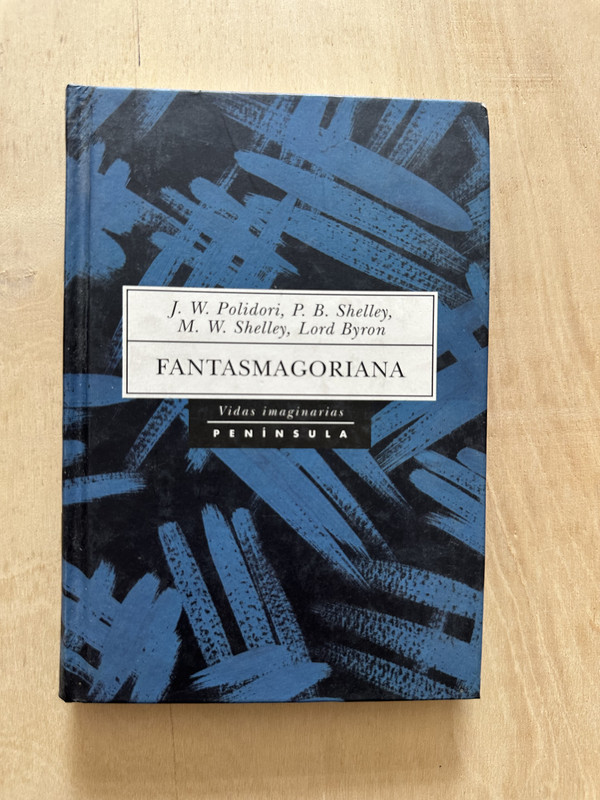 J. W. Polidori, P. B. Shelley,
M. W. Shelley, Lord Byron
FANTASMAGORIANA
Vidas imaginarias
PENÍNSULA